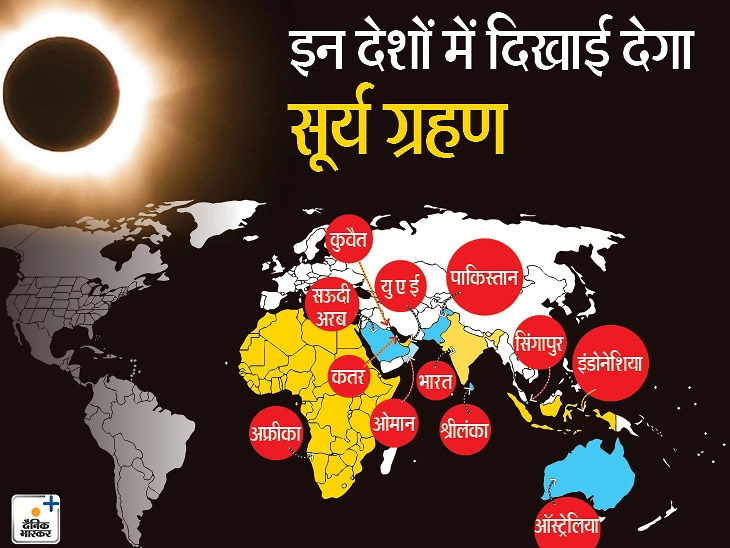 इन देशों में दिखाई देगा
सूर्य ग्रहण
कुवैत
यु ए ई
पाकिस्तान
सऊदी
अरब
सिंगापुर
इंडोनेशिया
कतर
भारत
ओमान
श्रीलंका
अफ्रीका
ऑस्ट्रेलिया
दैनिक
भास्कर